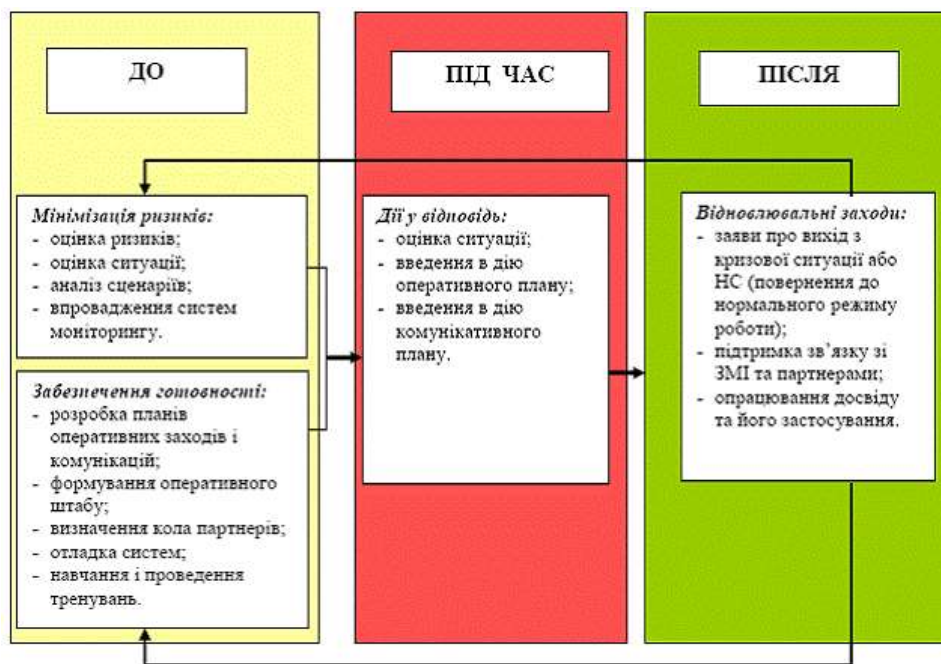 ДО
Мінімізація ризиків:
- оцінка ризиків;
- оцінка ситуації;
- аналіз сценаріїв;
- впровадження систем
моніторингу.
Забезпечення готовності:
- розробка планів
оперативних заходів і
комунікацій;
- формування оперативного
штабу;
- визначення кола партнерів;
- отладка систем;
- навчання і проведення
тренувань.
ПІД ЧАС
Дії у відповідь:
- оцінка ситуації;
- введення в дію
оперативного плану;
- введення в дію
комунікативного
плану.
ПІСЛЯ
Відновлювальні заходи:
- заяви про вихід з
кризової ситуації або
НС (повернення до
нормального режиму
роботи);
- підтримка зв’язку зі
ЗМІ та партнерами;
- опрацювання досвіду
та його застосування.